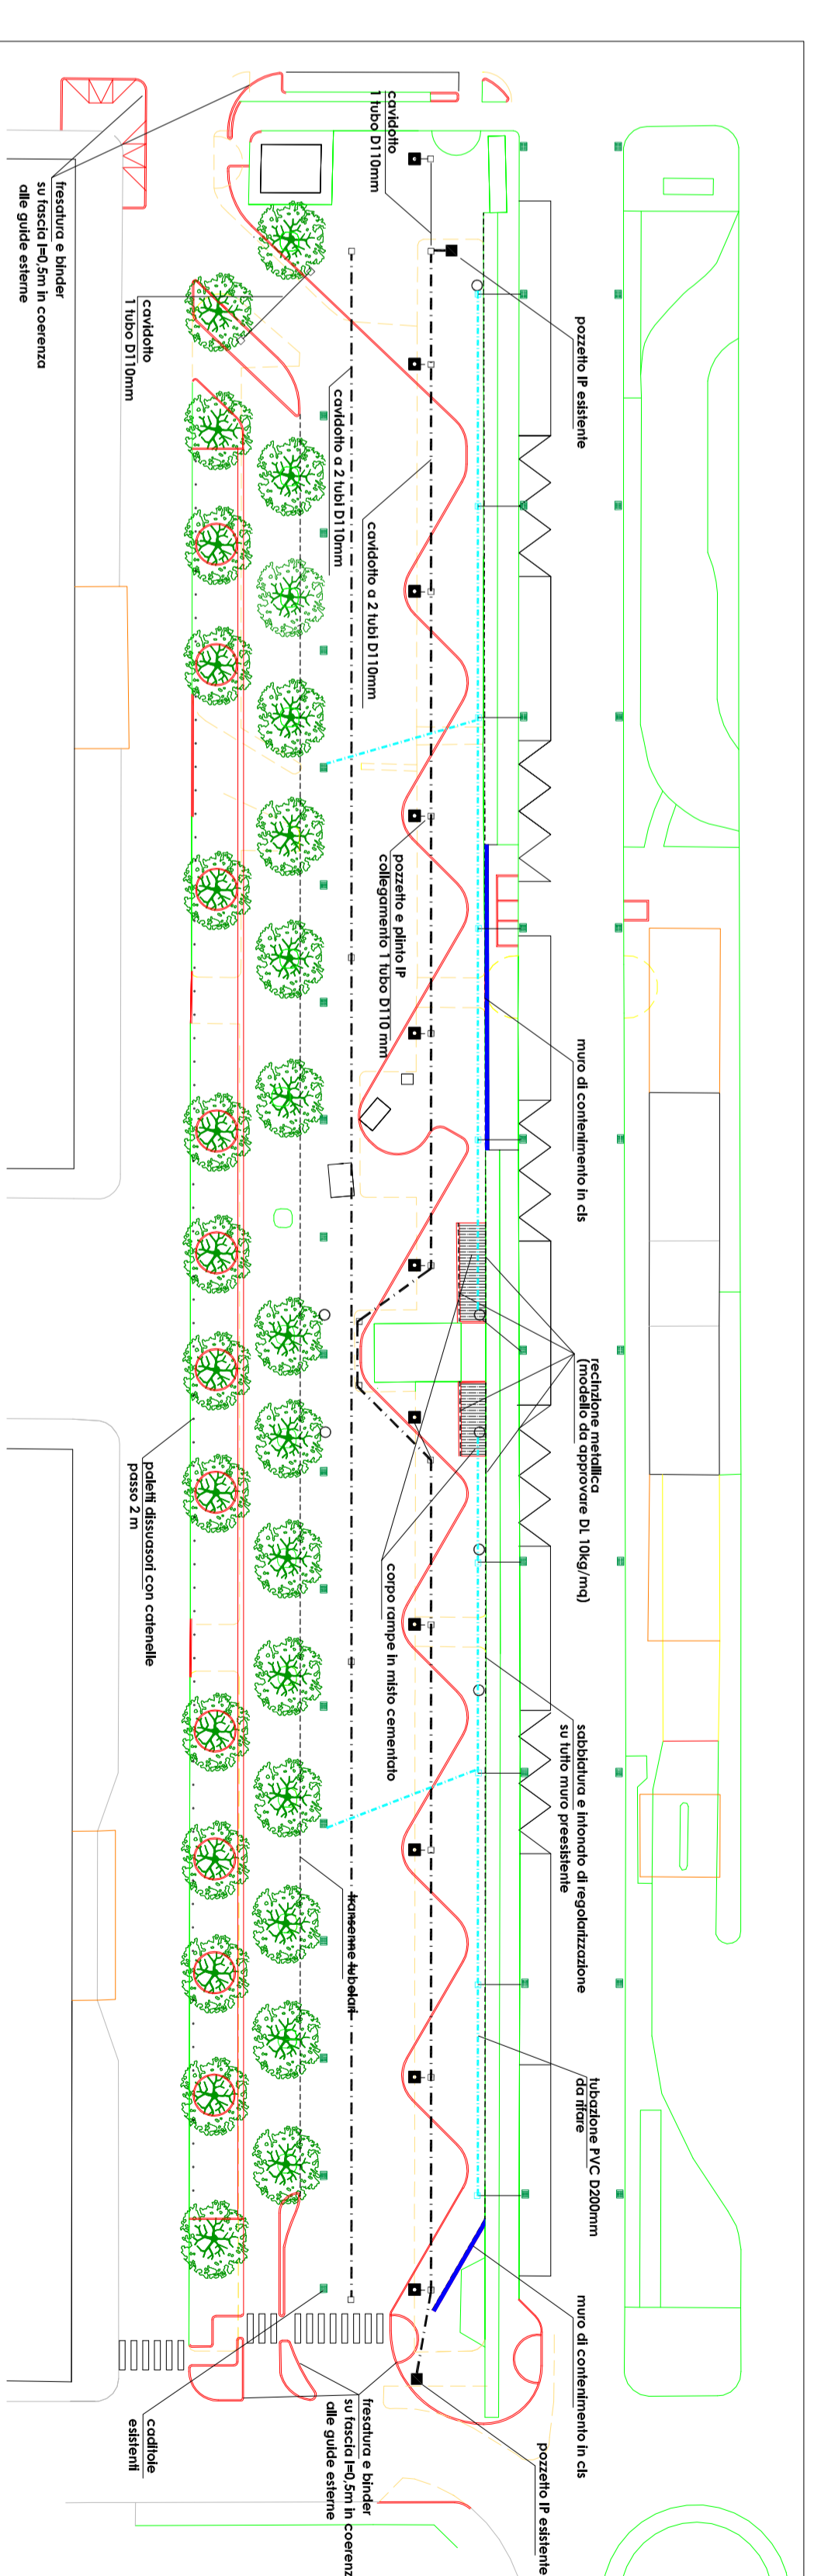 cavidotto
1 tubo D110mm
fresatura e binder
su fascia l=0,5m in coerenza
alle guide esterne
cavidotto
1 tubo D110mm
pozzetto IP esistente
cavidotto a 2 tubi D110mm
cavidotto a 2 tubi D110mm
pozzetto e plinto IP
collegamento 1 tubo D110 mm
muro di contenimento in cls
recinzione metallica
(modello da approvare DL 10kg/mq)
paletti dissuasori con catenelle
passo 2 m
corpo rampe in misto cementato
sabbiatura e intonato di regolarizzazione
su tutto muro preesistente
transenne tubolari
tubazione PVC D200mm
da rifare
muro di contenimento in cls
caditoie
esistenti
fresatura e binder
su fascia l=0,5m in coerenz
alle guide esterne
pozzetto IP esistente